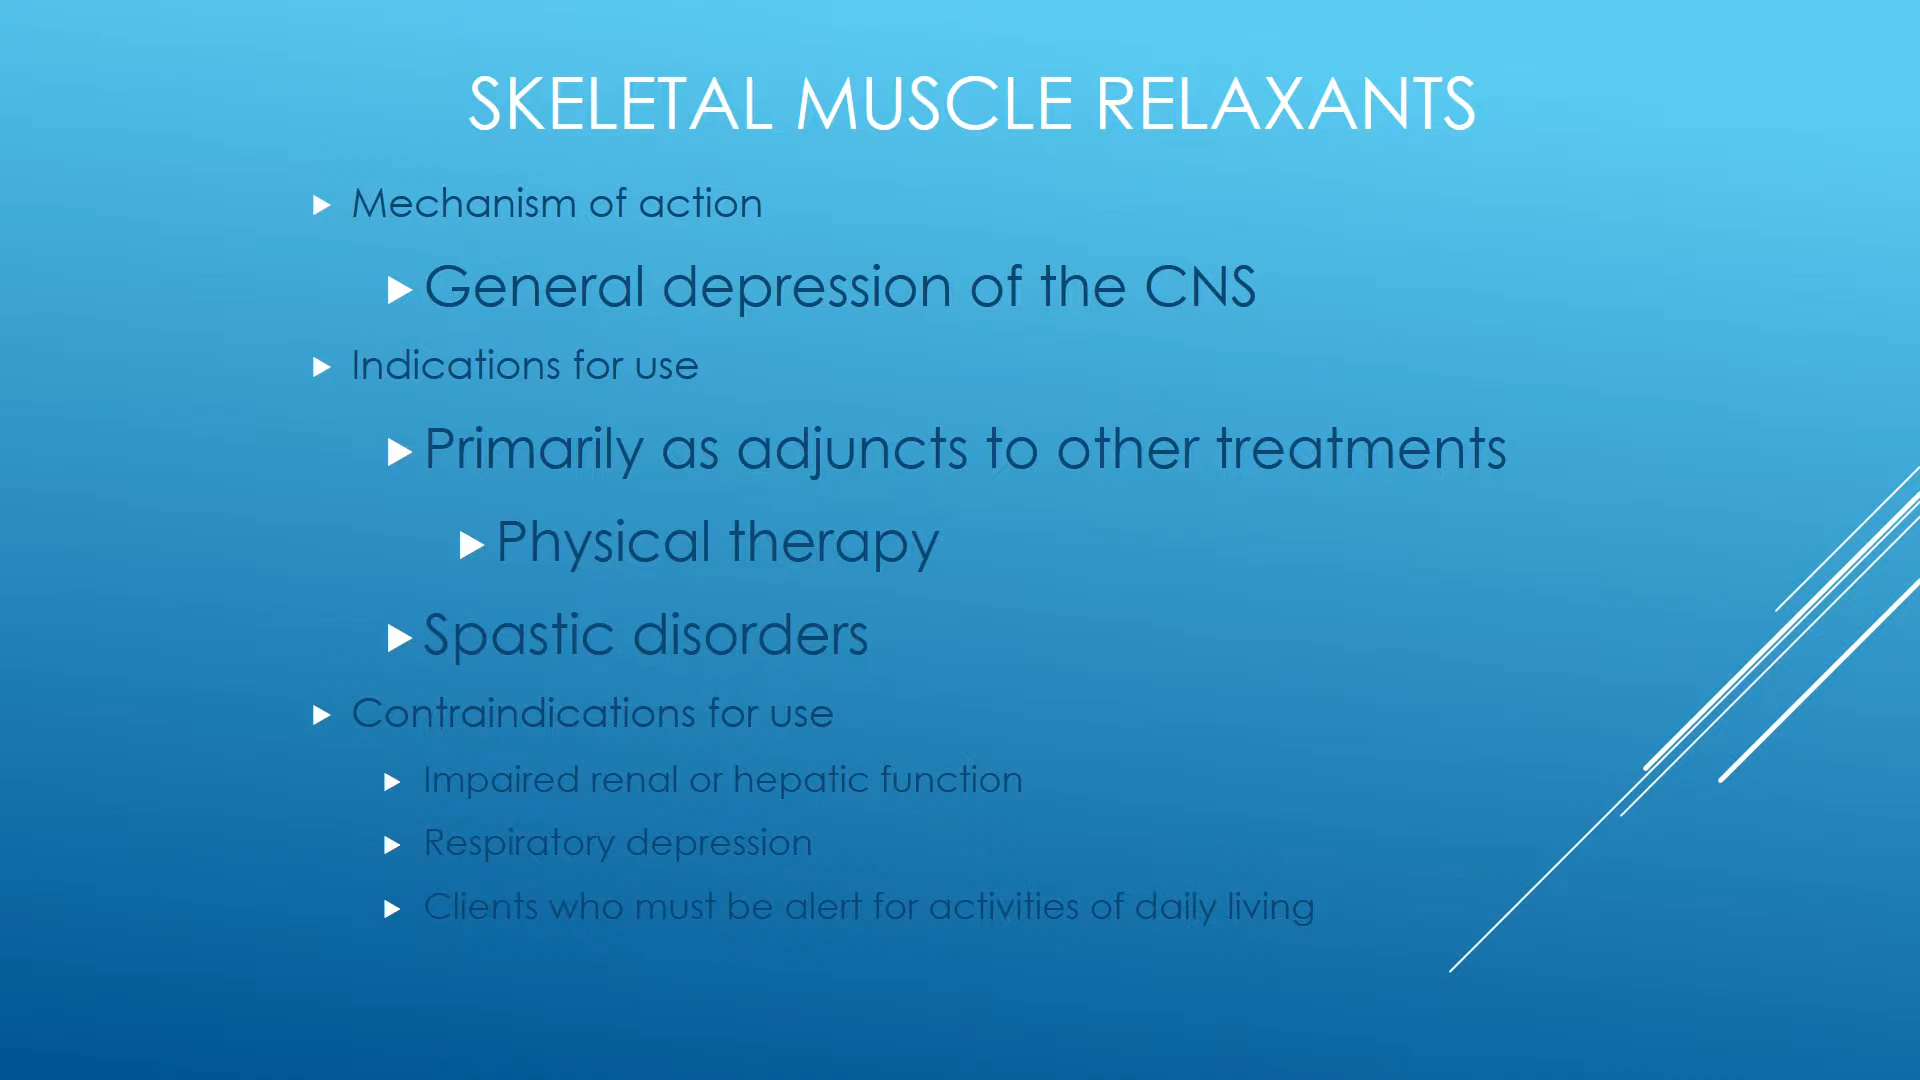 SKELETAL MUSCLE RELAXANTS
Mechanism of action
General depression of the CNS
Indications for use
Primarily as adjuncts to other treatments
Physical therapy
Spastic disorders
Contraindications for use
Impaired renal or hepatic function
Respiratory depression
Clients who must be alert for activities of daily living